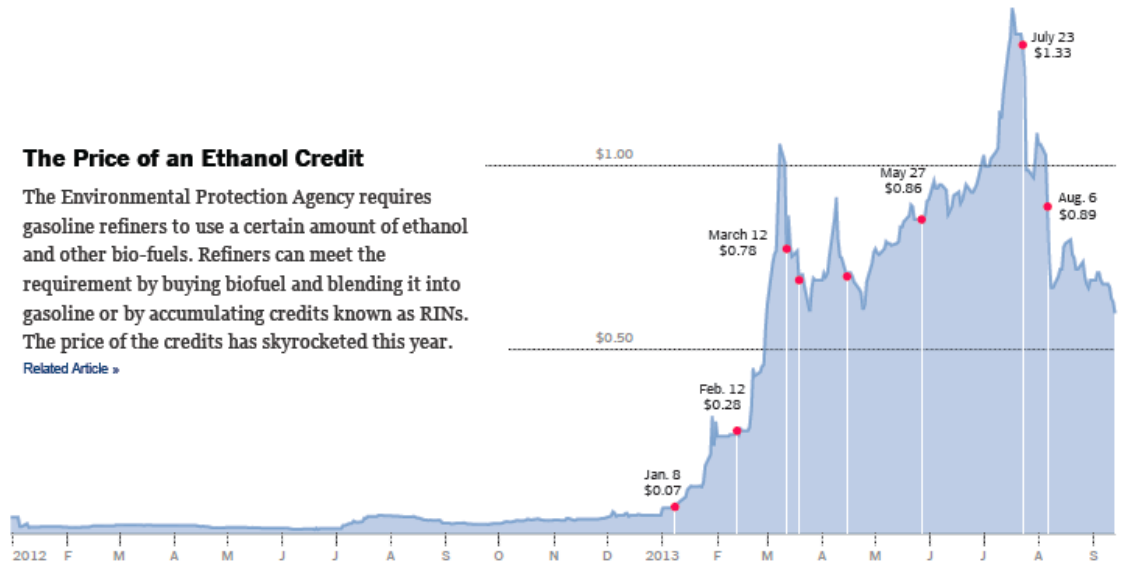 The Price of an Ethanol Credit
The Environmental Protection Agency requires
gasoline refiners to use a certain amount of ethanol
and other bio-fuels. Refiners can meet the
requirement by buying biofuel and blending it into
gasoline or by accumulating credits known as RINs.
The price of the credits has skyrocketed this year.
Related Article »
$1.00
$0.50
Jan. 8
$0.07
Feb. 12
$0.28
March 12
$0.78
May 27
$0.86
July 23
$1.33
Aug. 6
$0.89
2012 F M A M J J A S O N D 2013 F M A M J J A S